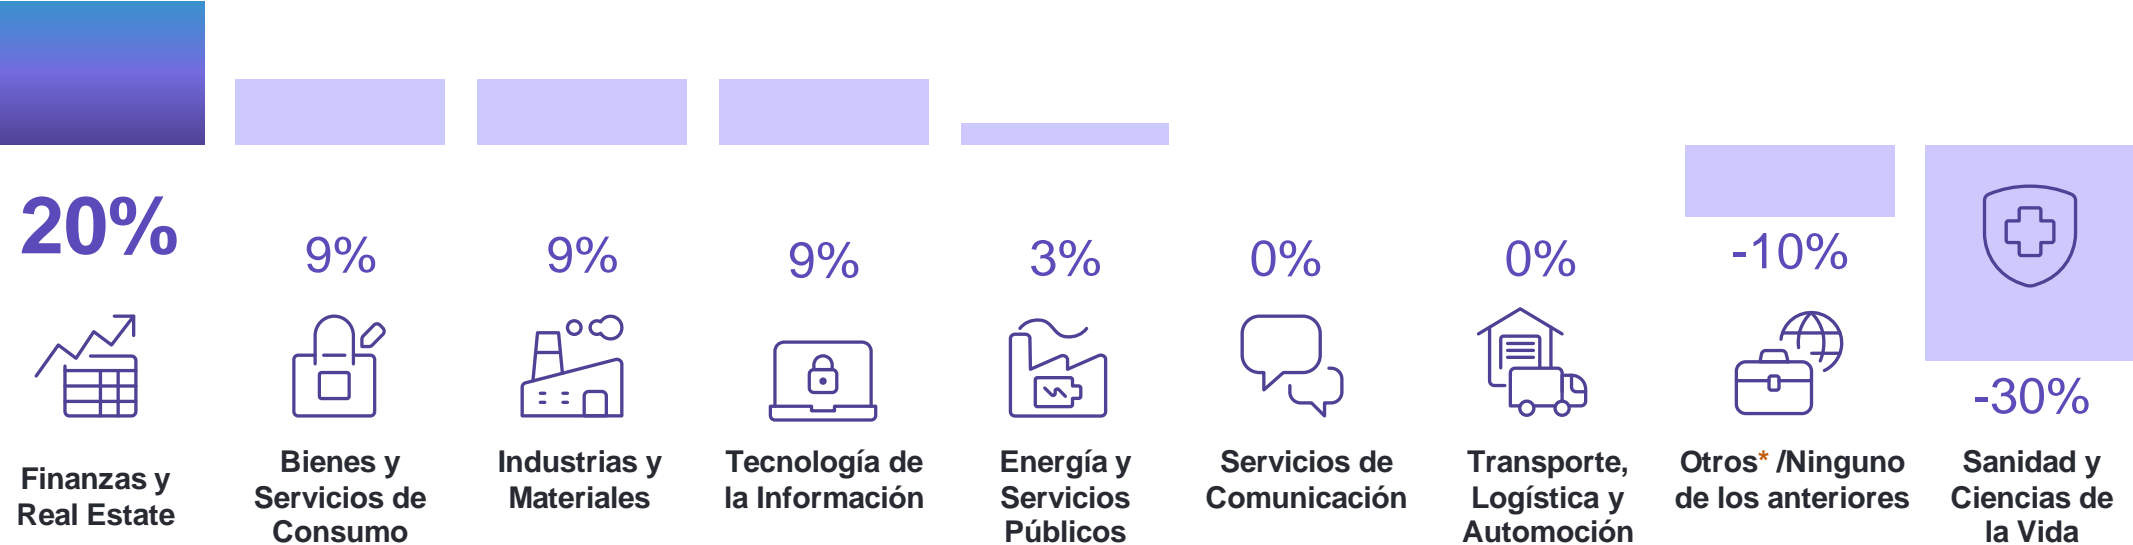 20%
Finanzas y
Real Estate
9%
Bienes y
Servicios de
Consumo
9%
Industrias y
Materiales
9%
Tecnología de
la Información
3%
Energía y
Servicios
Públicos
0%
Servicios de
Comunicación
0%
Transporte,
Logística y
Automoción
-10%
Otros* /Ninguno
de los anteriores
-30%
Sanidad y
Ciencias de
la Vida